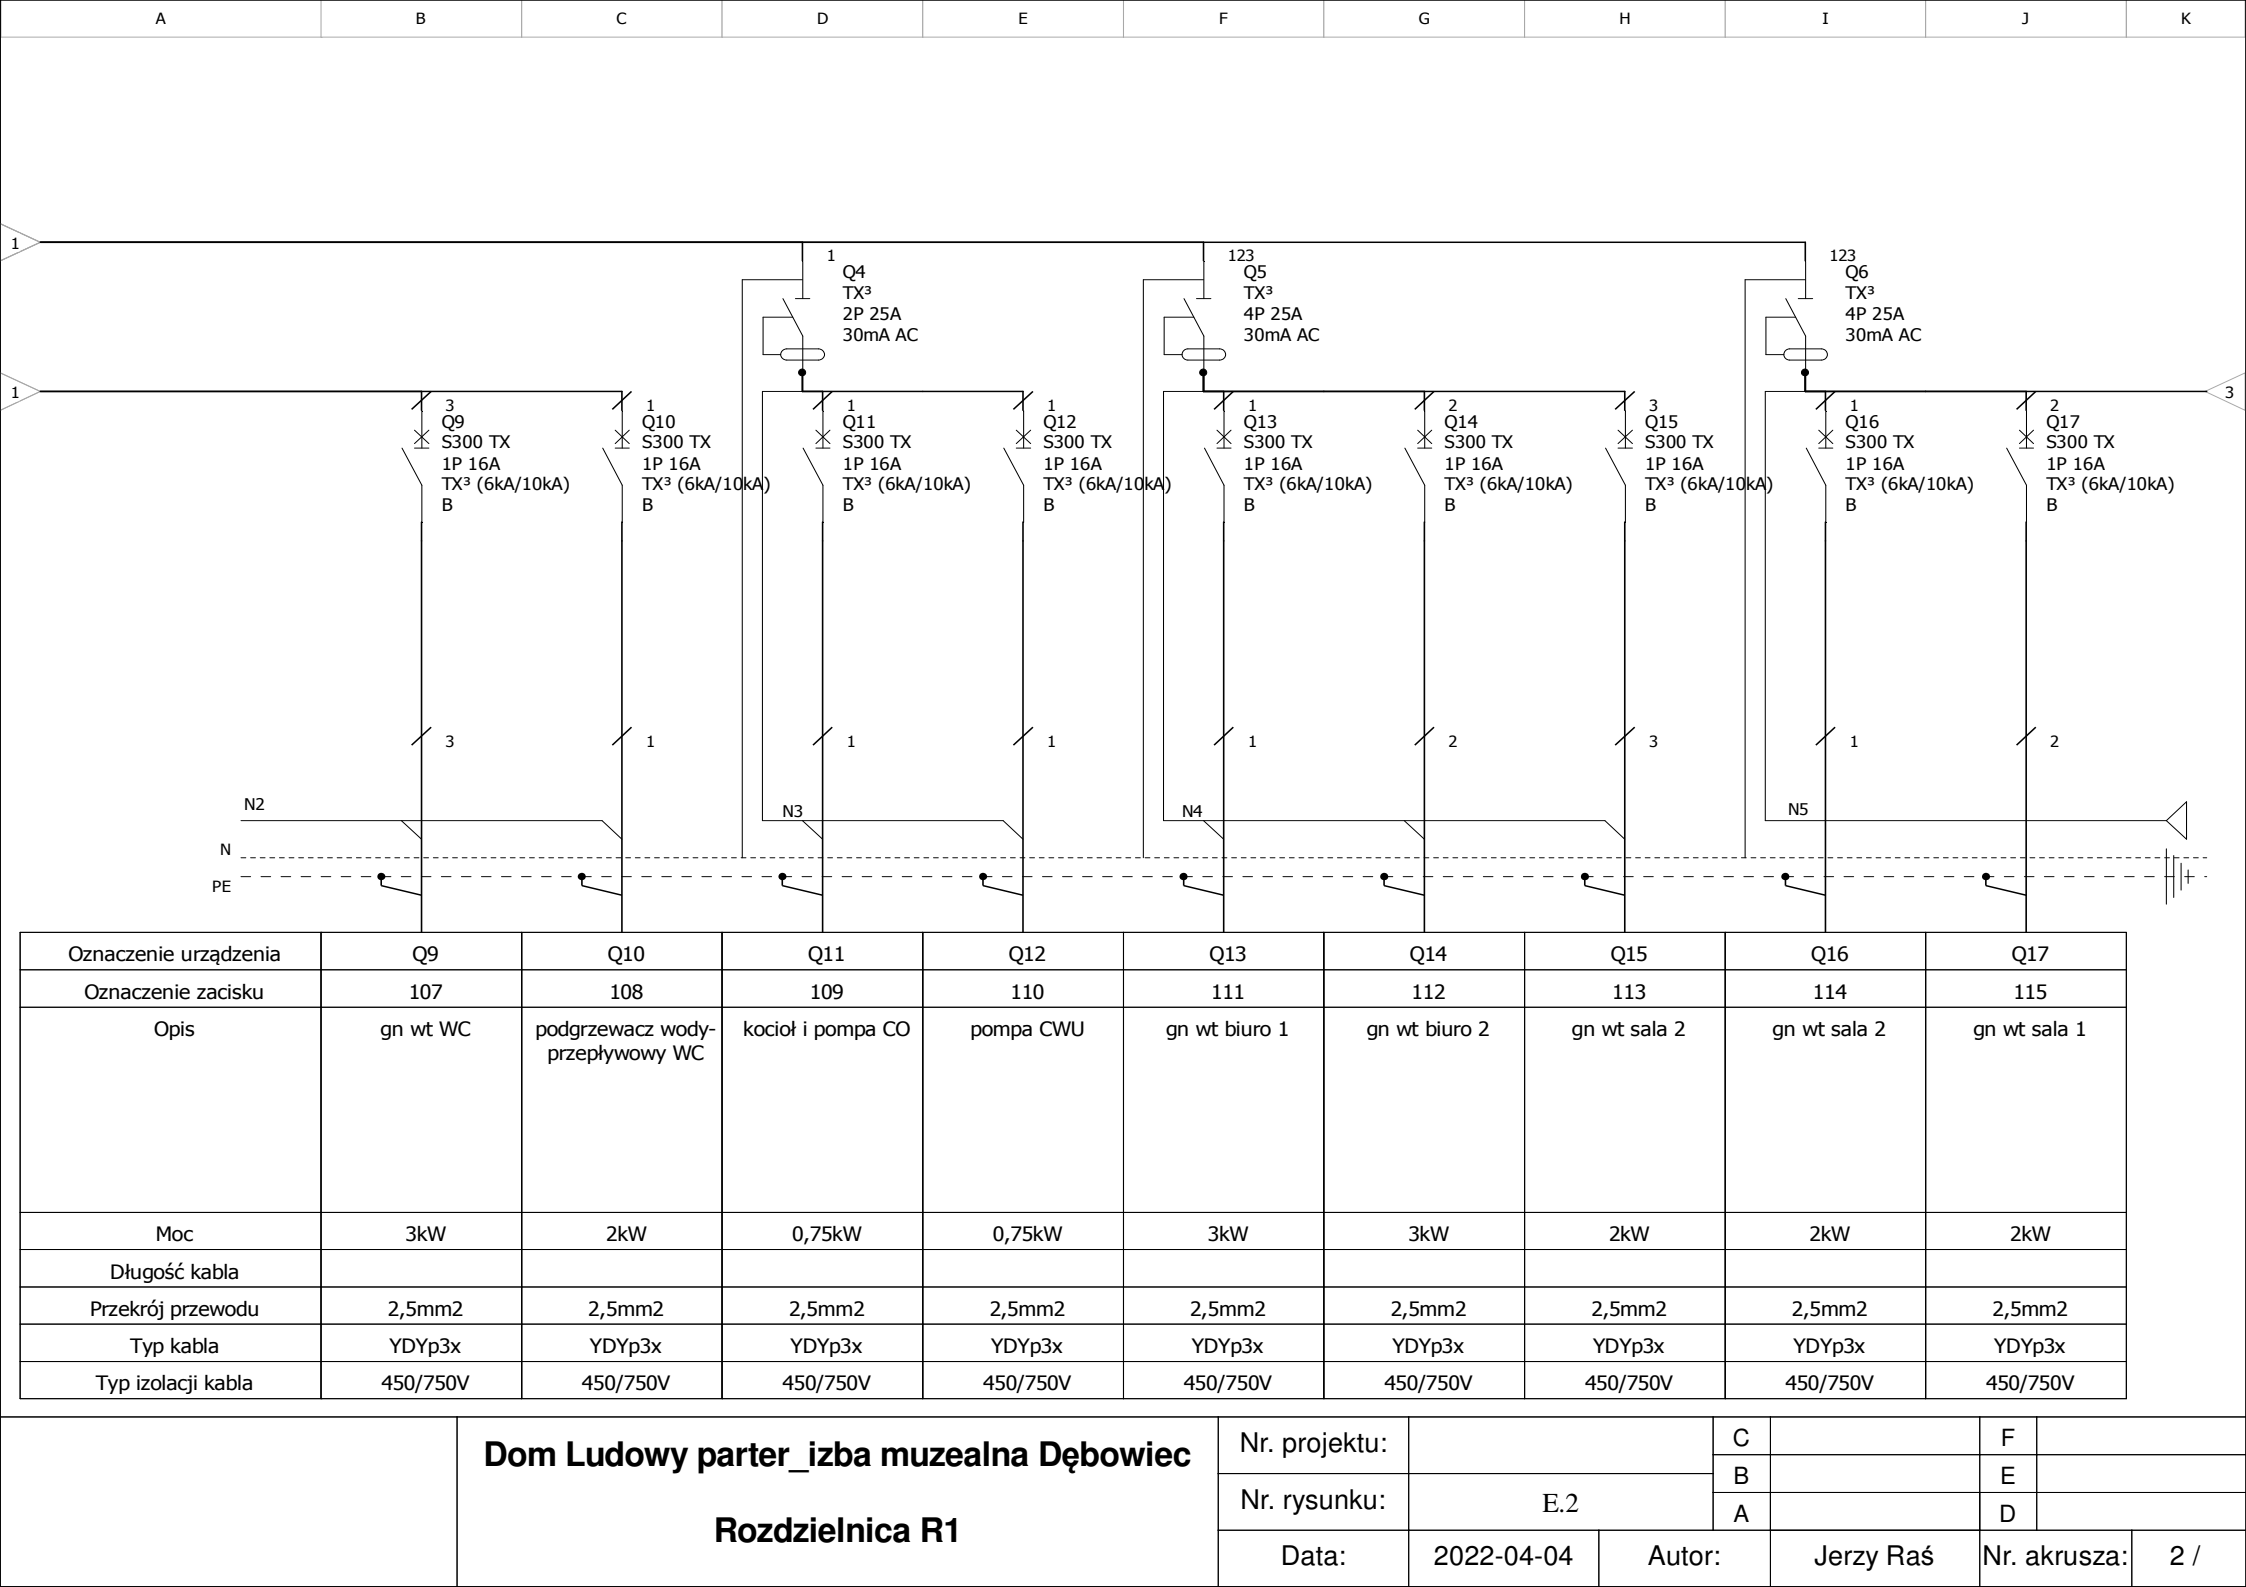 A B C D E F G H I J K
1
1 123 123
Q4 Q5 Q6
TX³ TX³ TX³
2P 25A 4P 25A 4P 25A
30mA AC 30mA AC 30mA AC
1 3
3 1 1 1 1 2 3 1 2
Q9 Q10 Q11 Q12 Q13 Q14 Q15 Q16 Q17
S300 TX S300 TX S300 TX S300 TX S300 TX S300 TX S300 TX S300 TX S300 TX
1P 16A 1P 16A 1P 16A 1P 16A 1P 16A 1P 16A 1P 16A 1P 16A 1P 16A
TX³ (6kA/10kA) TX³ (6kA/10kA) TX³ (6kA/10kA) TX³ (6kA/10kA) TX³ (6kA/10kA) TX³ (6kA/10kA) TX³ (6kA/10kA) TX³ (6kA/10kA) TX³ (6kA/10kA)
B B B B B B B B B
3 1 1 1 1 2 3 1 2
N2 N3 N4 N5
N
PE
Oznaczenie urządzenia Q9 Q10 Q11 Q12 Q13 Q14 Q15 Q16 Q17
Oznaczenie zacisku 107 108 109 110 111 112 113 114 115
Opis gn wt WC podgrzewacz wody- kocioł i pompa CO pompa CWU gn wt biuro 1 gn wt biuro 2 gn wt sala 2 gn wt sala 2 gn wt sala 1
przepływowy WC
Moc 3kW 2kW 0,75kW 0,75kW 3kW 3kW 2kW 2kW 2kW
Długość kabla
Przekrój przewodu 2,5mm2 2,5mm2 2,5mm2 2,5mm2 2,5mm2 2,5mm2 2,5mm2 2,5mm2 2,5mm2
Typ kabla YDYp3x YDYp3x YDYp3x YDYp3x YDYp3x YDYp3x YDYp3x YDYp3x YDYp3x
Typ izolacji kabla 450/750V 450/750V 450/750V 450/750V 450/750V 450/750V 450/750V 450/750V 450/750V
Dom Ludowy parter_izba muzealna Dębowiec
Rozdzielnica R1
Nr. projektu: C F
B E
Nr. rysunku: E.2 A D
Data: 2022-04-04 Autor: Jerzy Raś Nr. akrusza: 2 /